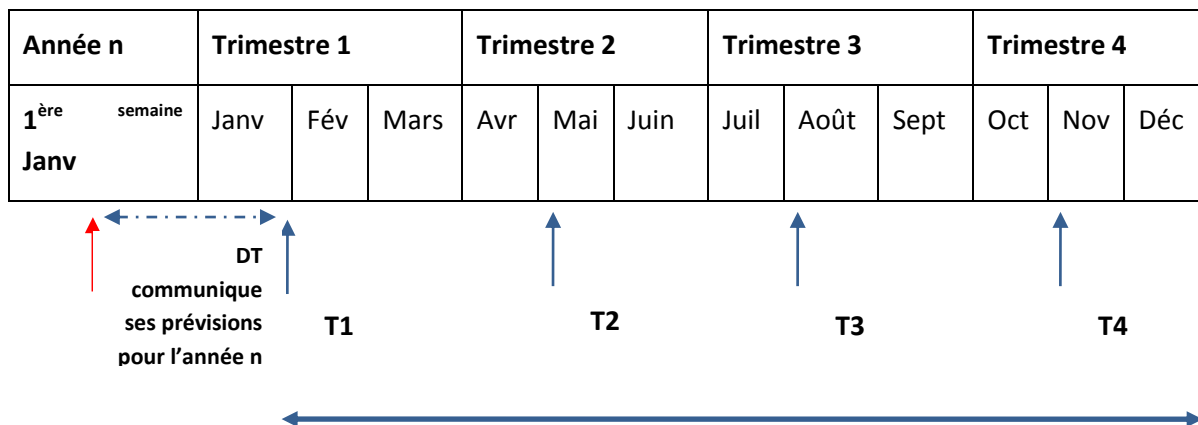 Année n Trimestre 1 Trimestre 2 Trimestre 3 Trimestre 4
1ère semaine Janv Fév Mars Avr Mai Juin Juil Août Sept Oct Nov Déc
Janv
DT
communique
ses prévisions
pour l’année n
T1 T2 T3 T4